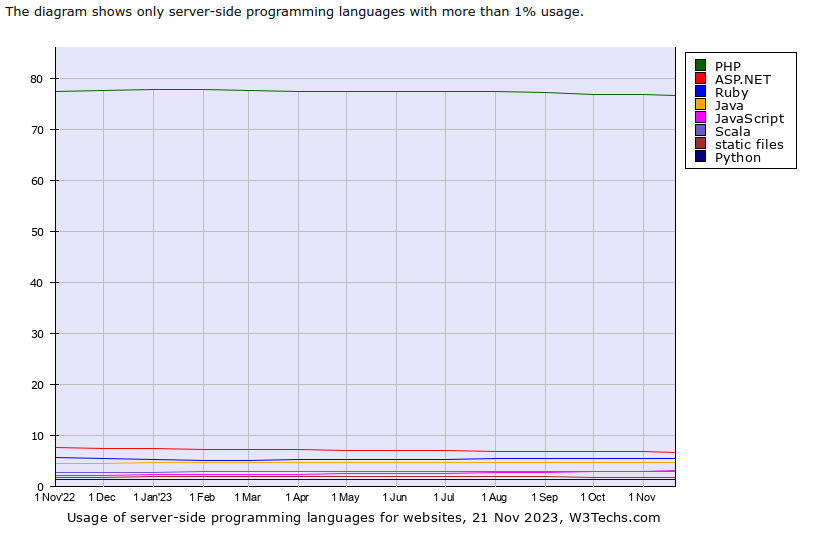 The diagram shows only server-side programming languages with more than 1% usage.
80
70
60
50
40
30
20
10
0
1 Nov'22 1 Dec 1 Jan'23 1 Feb 1 Mar 1 Apr 1 May 1 Jun 1 Jul 1 Aug 1 Sep 1 Oct 1 Nov
PHP
ASP.NET
Ruby
Java
JavaScript
Scala
static files
Python
Usage of server-side programming languages for websites, 21 Nov 2023, W3Techs.com